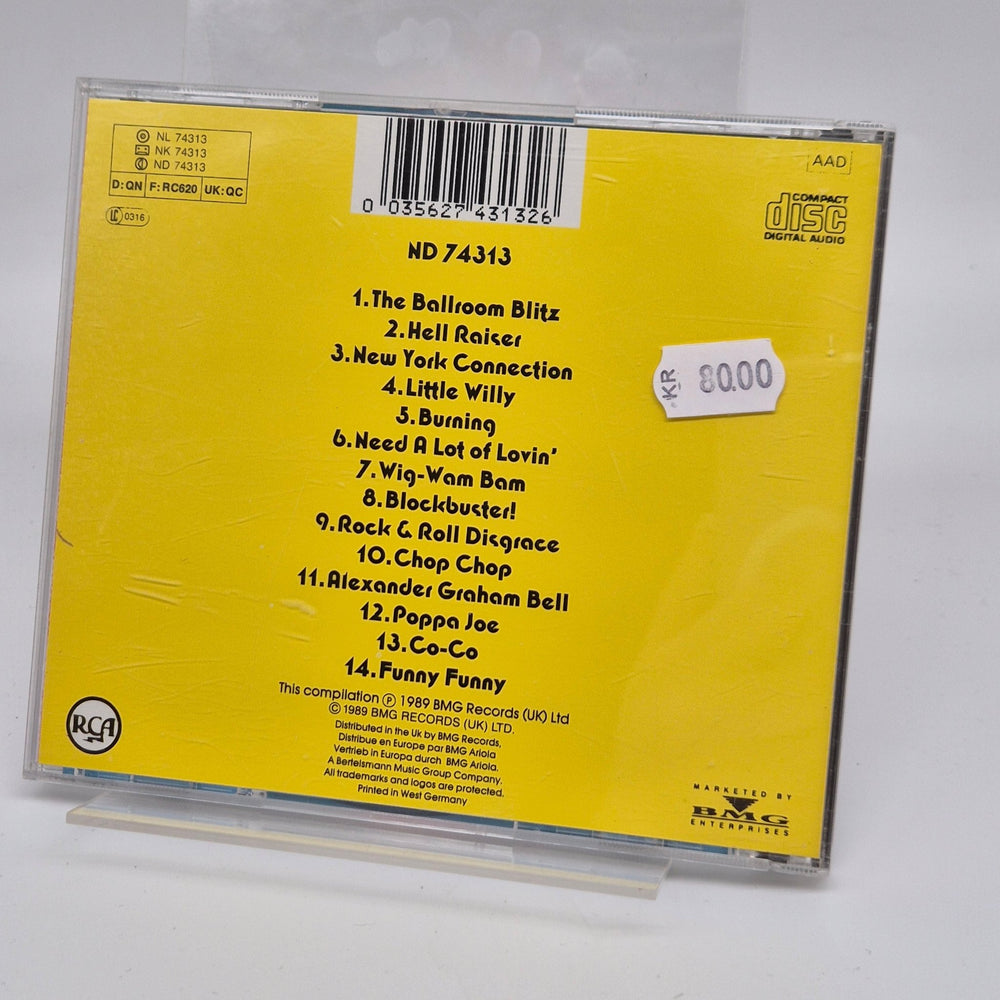 NL 74313
NK 74313
ND 74313
D:QN F:RC620 UK:QC
LC 0316
0 035627 431326
AAD
COMPACT
disc
DIGITAL AUDIO
ND 74313
1.The Ballroom Blitz
2.Hell Raiser
3.New York Connection
4.Little Willy
5.Burning
6.Need A Lot of Lovin'
7.Wig-Wam Bam
8.Blockbuster!
9.Rock & Roll Disgrace
10.Chop Chop
11.Alexander Graham Bell
12.Poppa Joe
13.Co-Co
14.Funny Funny
KR 80.00
This compilation ℗ 1989 BMG Records (UK) Ltd
© 1989 BMG RECORDS (UK) LTD.
Distributed in the Uk by BMG Records,
Distribue en Europe par BMG Ariola
Vertrieb in Europa durch BMG Ariola.
A Bertelsmann Music Group Company.
All trademarks and logos are protected.
Printed in West Germany
RCA
MARKETED BY
BMG
ENTERPRISES